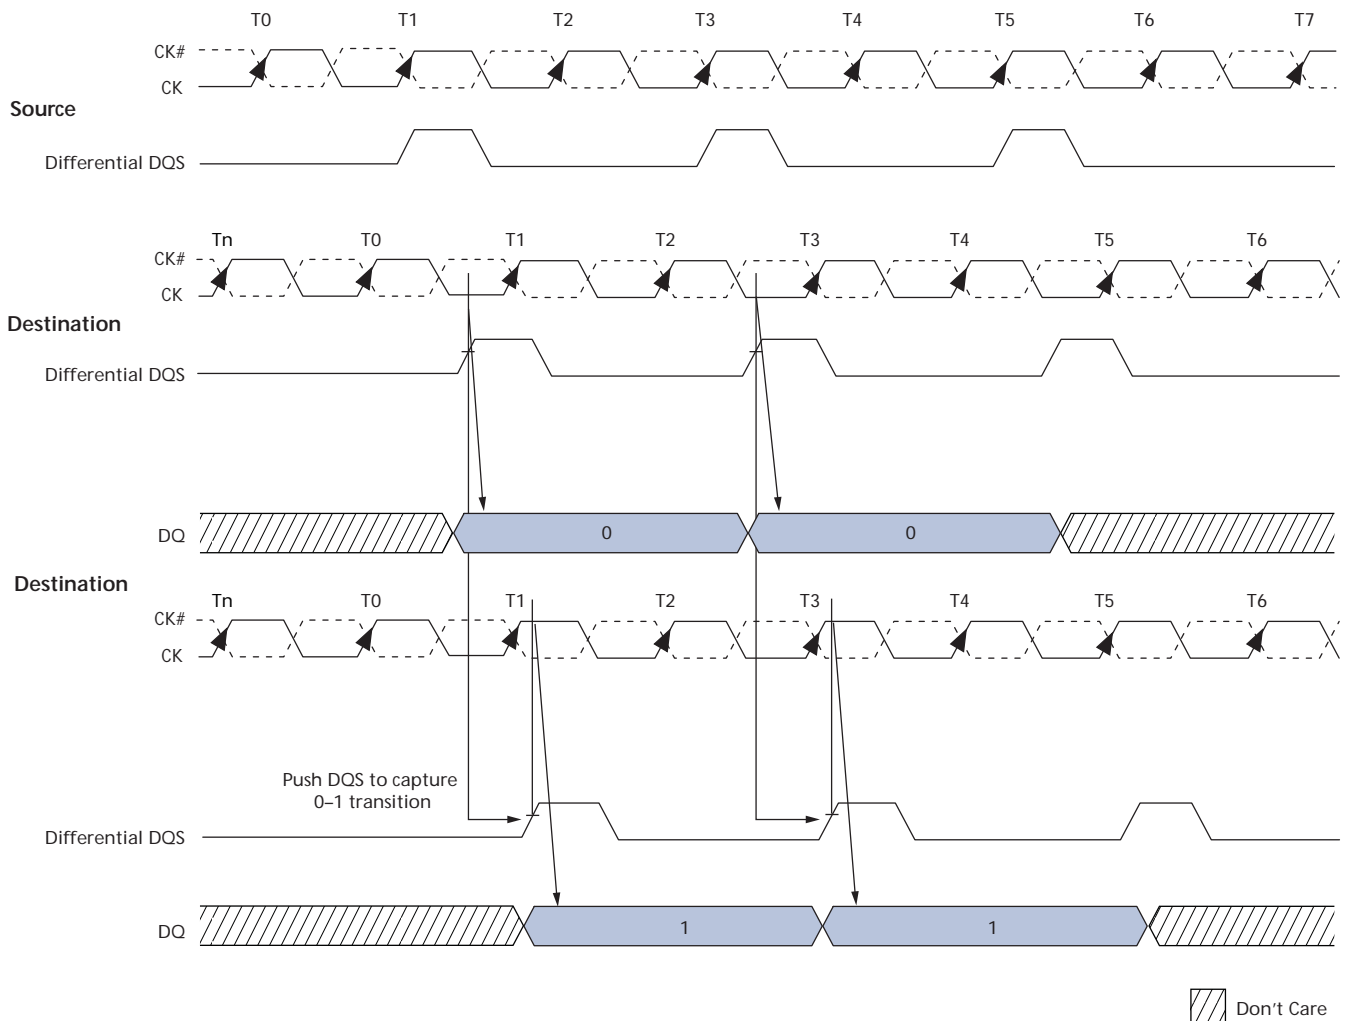 T0 T1 T2 T3 T4 T5 T6 T7
CK#
CK
Source
Differential DQS
Tn T0 T1 T2 T3 T4 T5 T6
CK#
CK
Destination
Differential DQS
DQ 0 0
Destination
Tn T0 T1 T2 T3 T4 T5 T6
CK#
CK
Push DQS to capture
0–1 transition
Differential DQS
DQ 1 1
Don't Care